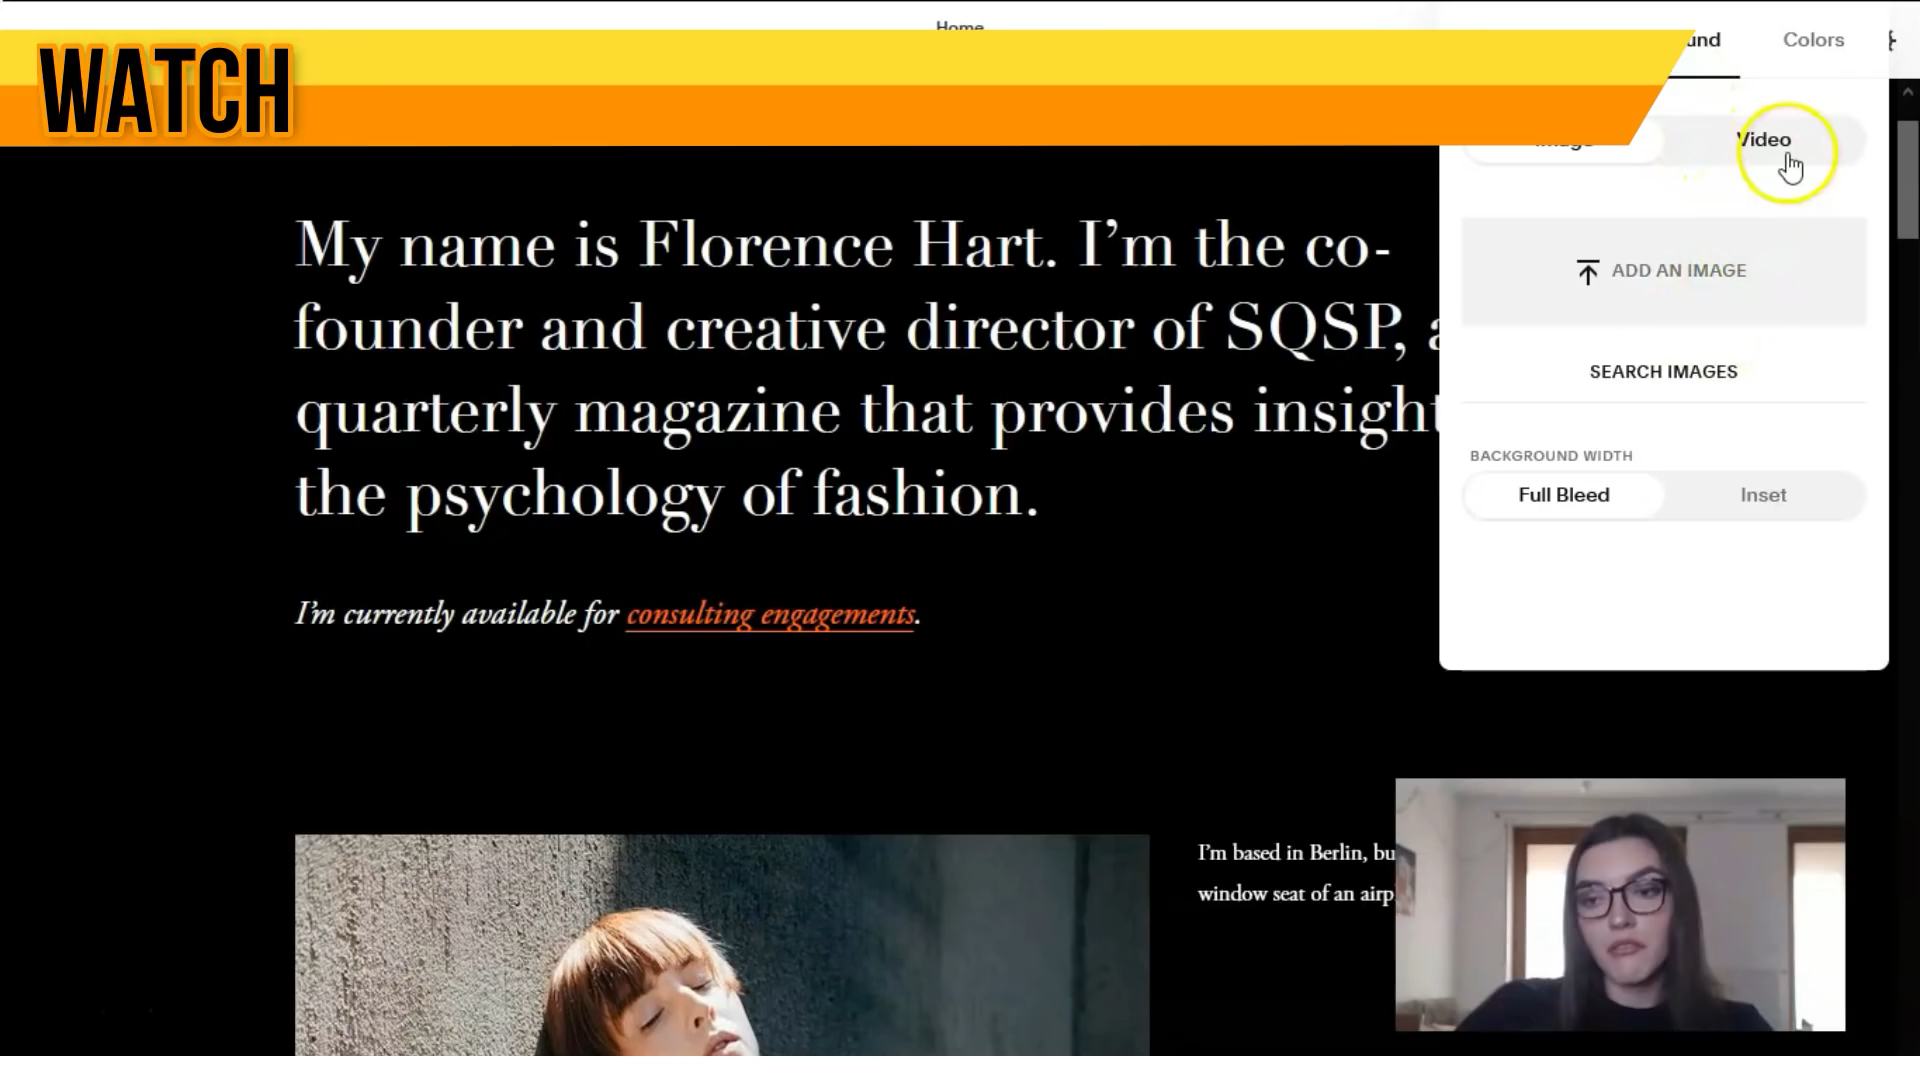 Home
WATCH
Colors
Video
My name is Florence Hart. I’m the co-
founder and creative director of SQSP,
quarterly magazine that provides insight
the psychology of fashion.
I’m currently available for consulting engagements.
ADD AN IMAGE
SEARCH IMAGES
BACKGROUND WIDTH
Full Bleed
Inset
I’m based in Berlin, bu
window seat of an airp